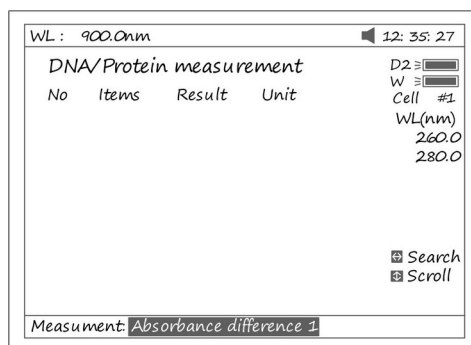 WL : 900.0nm 12: 35: 27
DNA/Protein measurement
No Items Result Unit
D2
W
Cell #1
WL(nm)
260.0
280.0
Search
Scroll
Measument: Absorbance difference 1